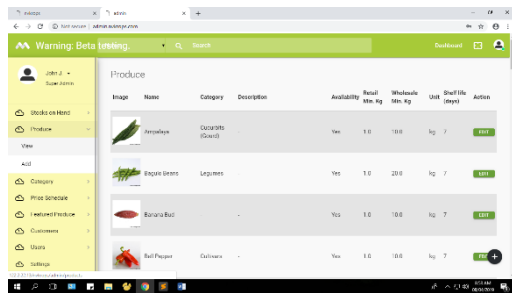 admin
Not secure
Warning: Beta testing.
Search
Dashboard
John J
Super Admin
Stocks on Hand
Produce
View
Add
Category
Price Schedule
Featured Produce
Customers
Users
Settings
Produce
Image Name Category Description Availability Retail Min. Kg Wholesale Min. Kg Unit Shelf life (days) Action
Ampalaya Cucurbits (Gourd) - Yes 1.0 10.0 kg 7 EDIT
Baguio Beans Legumes - Yes 1.0 20.0 kg 7 EDIT
Banana Bud - Yes 1.0 10.0 kg 7 EDIT
Bell Pepper - Yes 1.0 10.0 kg 7